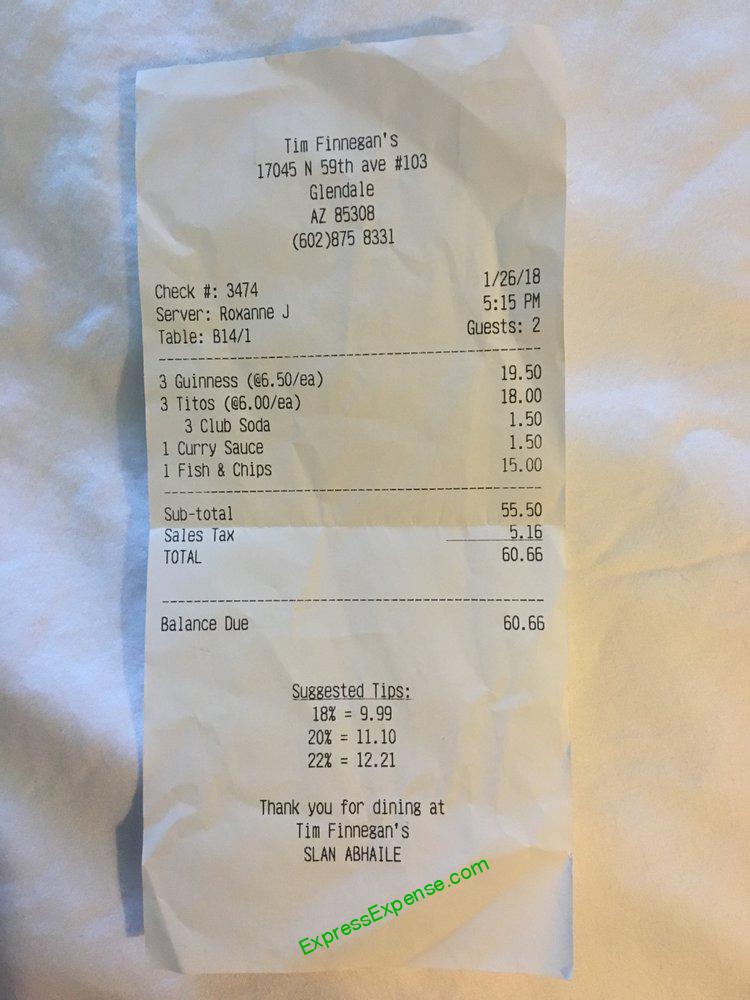 Tim Finnegan's
17045 N 59th ave #103
Glendale
AZ 85308
(602)875 8331
Check #: 3474 1/26/18
Server: Roxanne J 5:15 PM
Table: B14/1 Guests: 2
3 Guinness (@6.50/ea) 19.50
3 Titos (@6.00/ea) 18.00
3 Club Soda 1.50
1 Curry Sauce 1.50
1 Fish & Chips 15.00
Sub-total 55.50
Sales Tax 5.16
TOTAL 60.66
Balance Due 60.66
Suggested Tips:
18% = 9.99
20% = 11.10
22% = 12.21
Thank you for dining at
Tim Finnegan's
SLAN ABHAILE
ExpressExpense.com